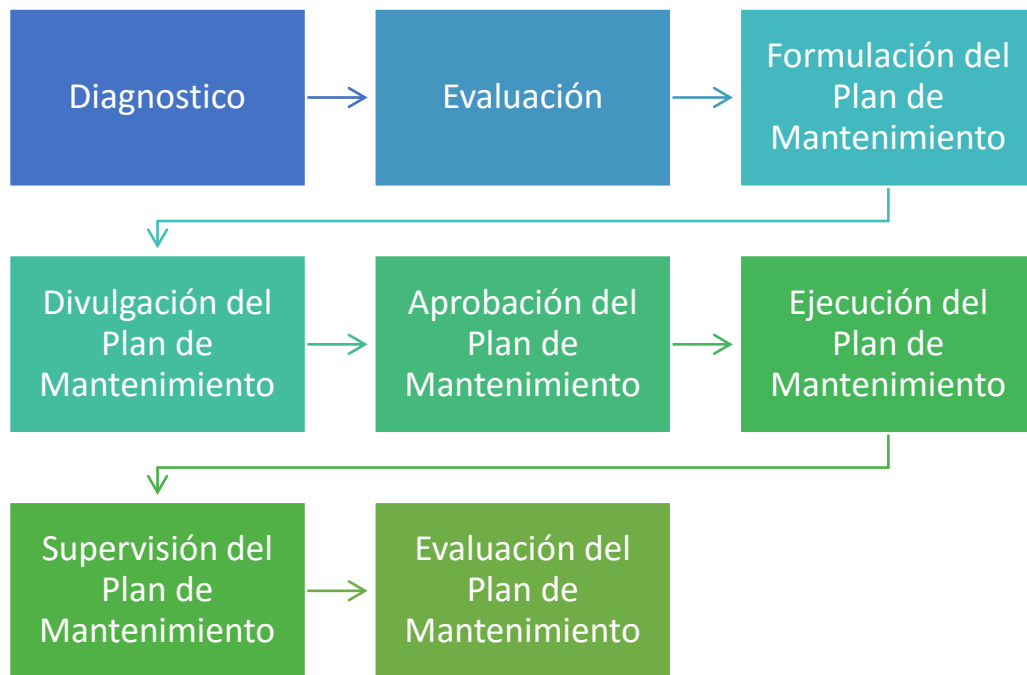 Diagnostico
Evaluación
Formulación del
Plan de
Mantenimiento
Divulgación del
Plan de
Mantenimiento
Aprobación del
Plan de
Mantenimiento
Ejecución del
Plan de
Mantenimiento
Supervisión del
Plan de
Mantenimiento
Evaluación del
Plan de
Mantenimiento